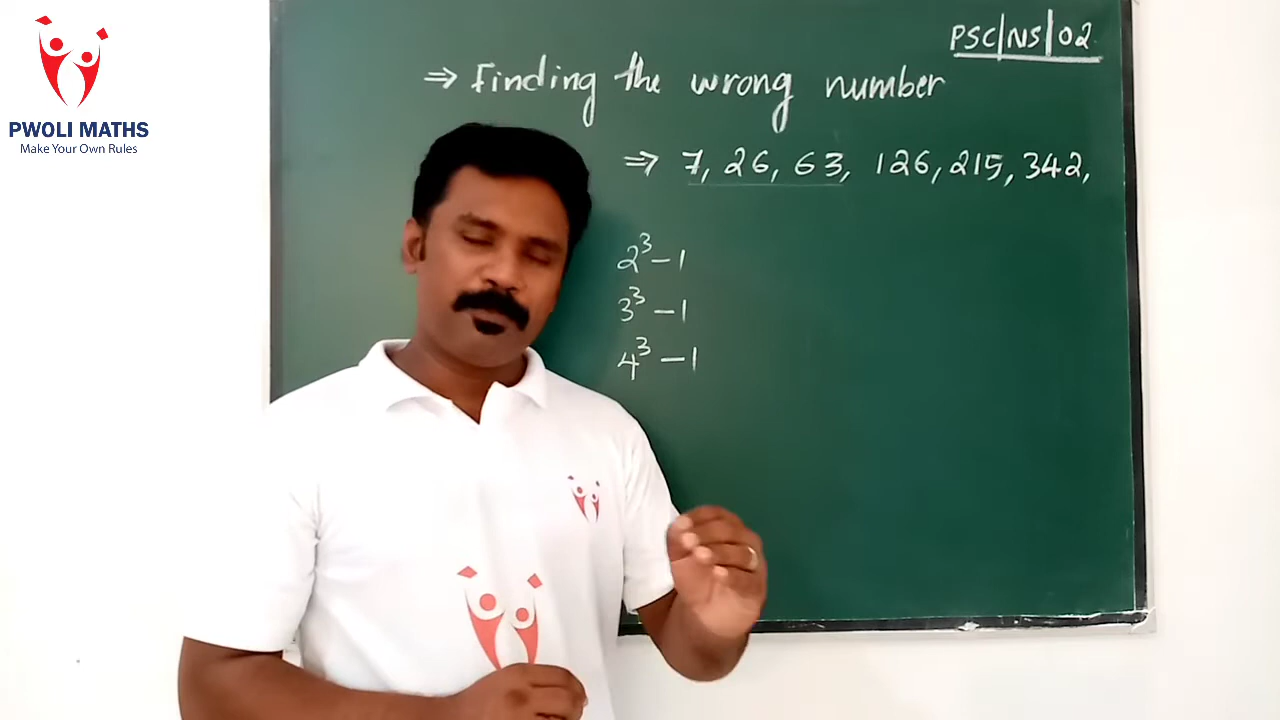 PWOLI MATHS
Make Your Own Rules
PSC/NS/02
⇒ Finding the wrong number
⇒ 7, 26, 63, 126, 215, 342,
2³ – 1
3³ – 1
4³ – 1